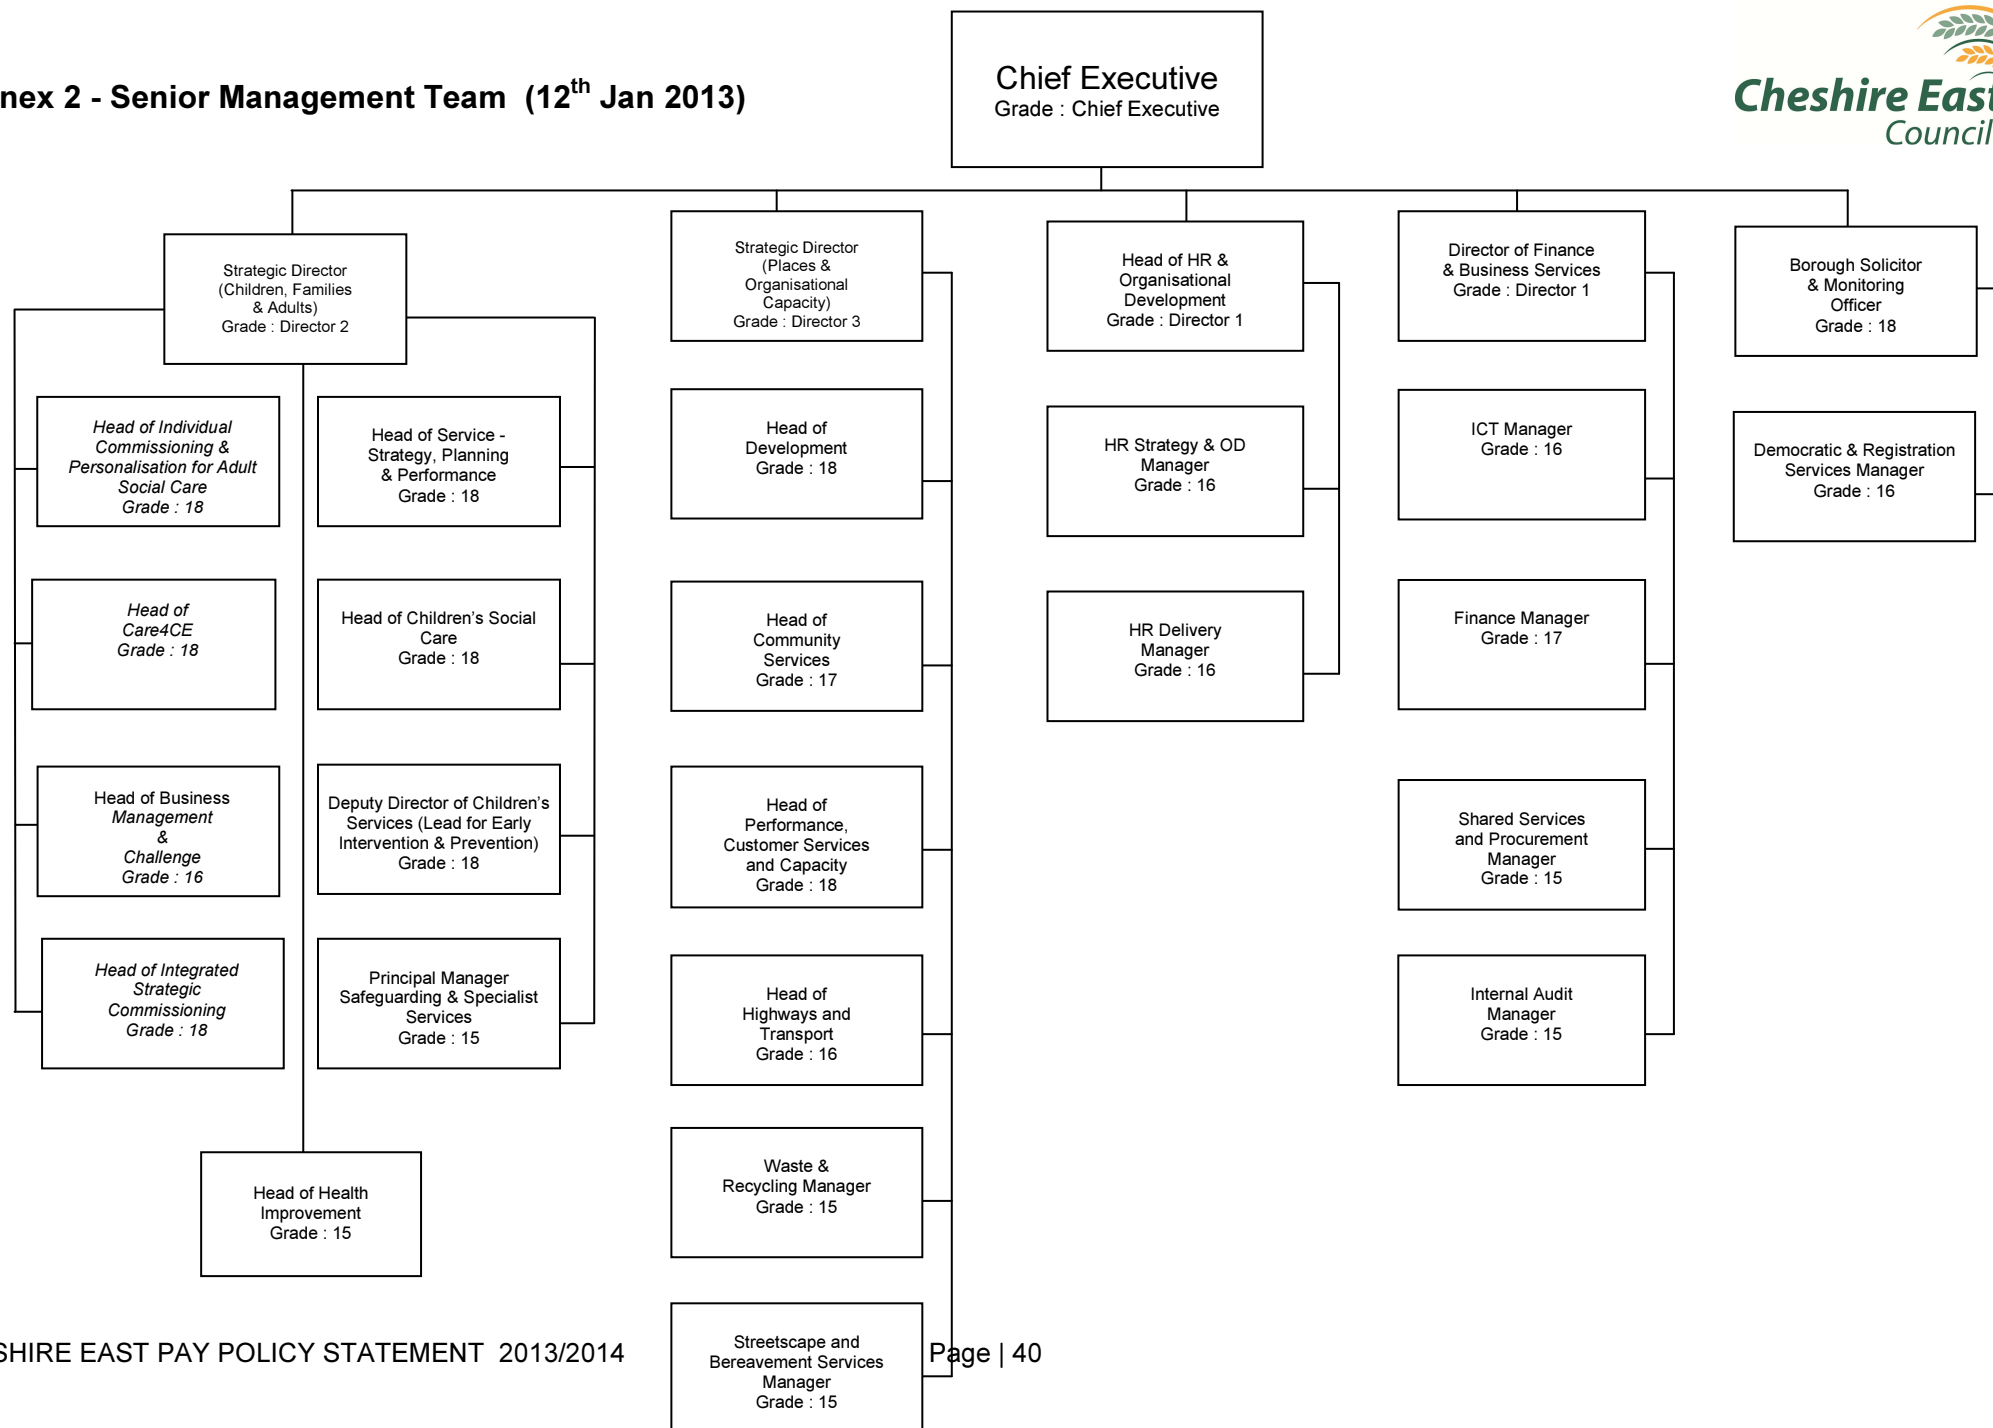 Chief Executive
Grade : Chief Executive
nex 2 - Senior Management Team (12th Jan 2013)
Cheshire East
Council
Strategic Director
(Children, Families
& Adults)
Grade : Director 2
Strategic Director
(Places &
Organisational
Capacity)
Grade : Director 3
Head of HR &
Organisational
Development
Grade : Director 1
Director of Finance
& Business Services
Grade : Director 1
Borough Solicitor
& Monitoring
Officer
Grade : 18
Head of Individual
Commissioning &
Personalisation for Adult
Social Care
Grade : 18
Head of Service -
Strategy, Planning
& Performance
Grade : 18
Head of
Development
Grade : 18
HR Strategy & OD
Manager
Grade : 16
ICT Manager
Grade : 16
Democratic & Registration
Services Manager
Grade : 16
Head of
Care4CE
Grade : 18
Head of Children's Social
Care
Grade : 18
Head of
Community
Services
Grade : 17
HR Delivery
Manager
Grade : 16
Finance Manager
Grade : 17
Head of Business
Management
&
Challenge
Grade : 16
Deputy Director of Children's
Services (Lead for Early
Intervention & Prevention)
Grade : 18
Head of
Performance,
Customer Services
and Capacity
Grade : 18
Shared Services
and Procurement
Manager
Grade : 15
Head of Integrated
Strategic
Commissioning
Grade : 18
Principal Manager
Safeguarding & Specialist
Services
Grade : 15
Head of
Highways and
Transport
Grade : 16
Internal Audit
Manager
Grade : 15
Head of Health
Improvement
Grade : 15
Waste &
Recycling Manager
Grade : 15
Streetscape and
Bereavement Services
Manager
Grade : 15
SHIRE EAST PAY POLICY STATEMENT 2013/2014
Page | 40